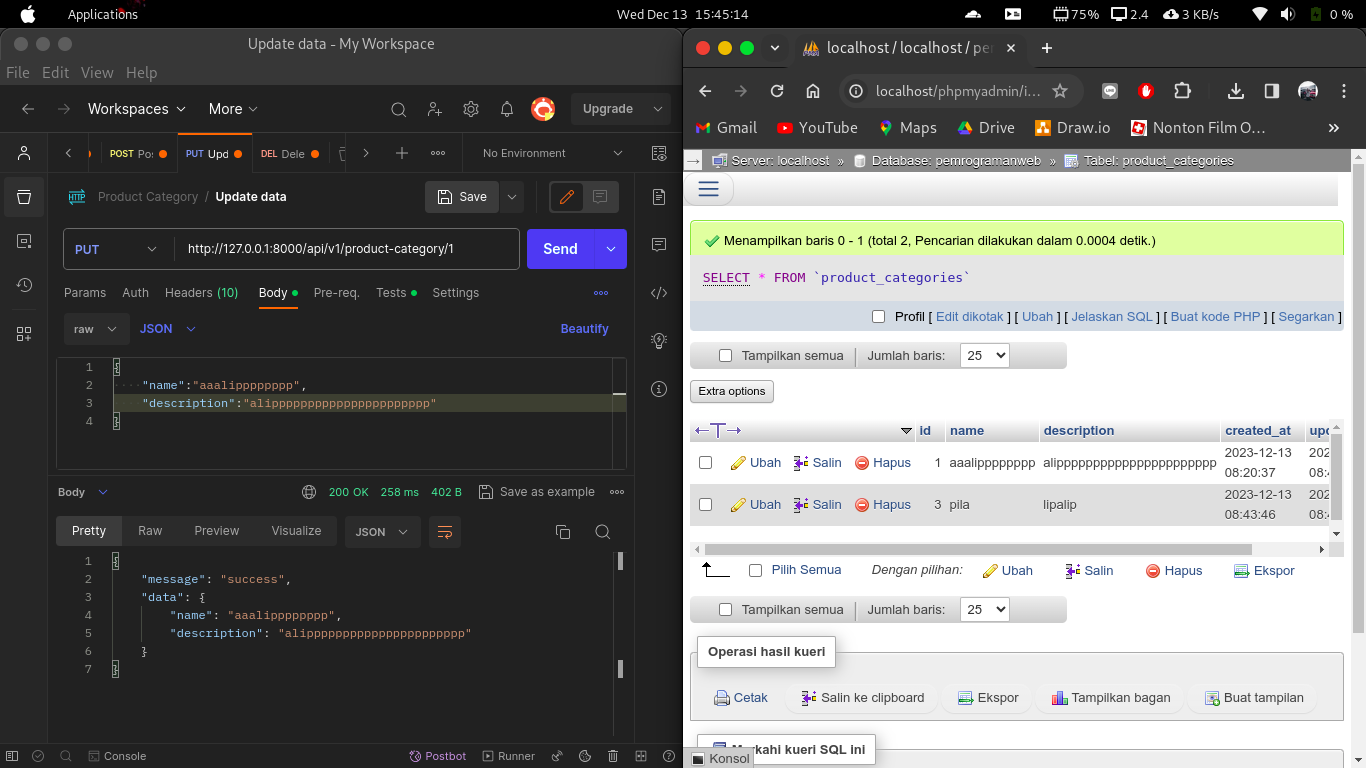 Applications
Wed Dec 13 15:45:14
75%
2.4
3 KB/s
0 %
Update data - My Workspace
File Edit View Help
Workspaces
More
Upgrade
POST Po:
PUT Upd
DEL Dele
No Environment
HTTP
Product Category / Update data
Save
PUT
http://127.0.0.1:8000/api/v1/product-category/1
Send
Params Auth Headers (10) Body Pre-req. Tests Settings
raw
JSON
Beautify
1 {
2 "name":"aaalipppppppp",
3 "description":"alipppppppppppppppppppppp"
4 }
Body
200 OK 258 ms 402 B
Save as example
Pretty Raw Preview Visualize
JSON
1 {
2 "message": "success",
3 "data": {
4 "name": "aaalipppppppp",
5 "description": "alipppppppppppppppppppppp"
6 }
7 }
Console
Postbot
Runner
localhost / localhost / pe
localhost/phpmyadmin/i...
Gmail
YouTube
Maps
Drive
Draw.io
Nonton Film O...
Server: localhost » Database: pemrogramanweb » Tabel: product_categories
Menampilkan baris 0 - 1 (total 2, Pencarian dilakukan dalam 0.0004 detik.)
SELECT * FROM `product_categories`
Profil [ Edit dikotak ] [ Ubah ] [ Jelaskan SQL ] [ Buat kode PHP ] [ Segarkan ]
Tampilkan semua
Jumlah baris:
25
Extra options
id name description created_at upd
Ubah Salin Hapus 1 aaalipppppppp alipppppppppppppppppppppp 2023-12-13 202
08:20:37 08:4
Ubah Salin Hapus 3 pila lipalip 2023-12-13 202
08:43:46 08:4
Pilih Semua
Dengan pilihan:
Ubah
Salin
Hapus
Ekspor
Tampilkan semua
Jumlah baris:
25
Operasi hasil kueri
Cetak
Salin ke clipboard
Ekspor
Tampilkan bagan
Buat tampilan
rkahi kueri SQL ini
Konsol